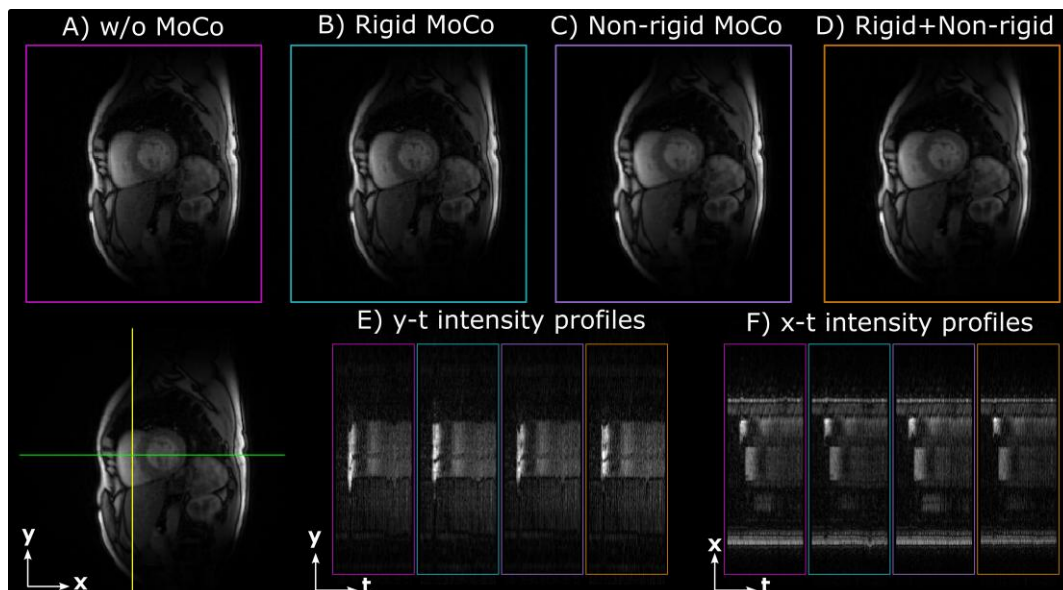 A) w/o MoCo
B) Rigid MoCo
C) Non-rigid MoCo
D) Rigid+Non-rigid
E) y-t intensity profiles
F) x-t intensity profiles
y
x
y
t
x
t